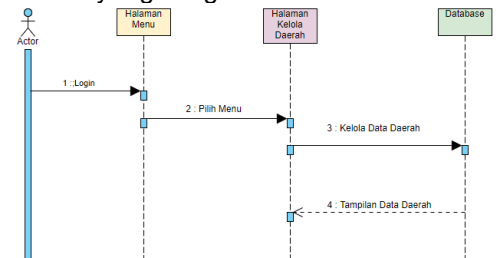 Halaman
Menu
Halaman
Kelola
Daerah
Database
Actor
1 :;Login
2 : Pilih Menu
3 : Kelola Data Daerah
4 : Tampilan Data Daerah